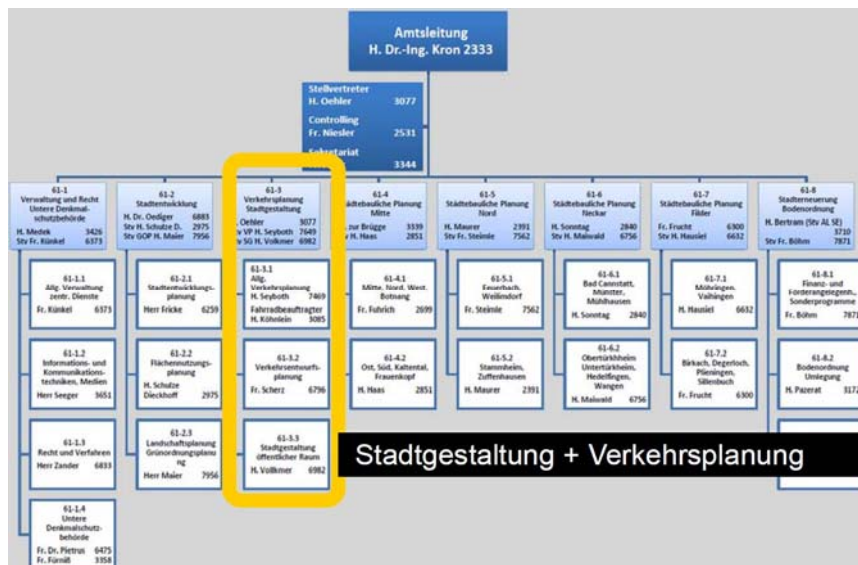 Amtsleitung
H. Dr.-Ing. Kron 2333
Stellvertreter
H. Oehler 3077
Controlling
Fr. Niesler 2531
Sekretariat
3344
61-1
Verwaltung und Recht
Untere Denkmal-
schutzbehörde
H. Medek 3426
Stv Fr. Künkel 6373
61-2
Stadtentwicklung
H. Dr. Oediger 6883
Stv H. Schulze D. 2975
Stv GOP H. Maier 7956
61-3
Verkehrsplanung
Stadtgestaltung
Oehler 3077
VP H. Seyboth 7649
SG H. Volkmer 6982
61-4
Städtebauliche Planung
Mitte
zur Brügge 3339
H. Haas 2851
61-5
Städtebauliche Planung
Nord
H. Maurer 2391
Stv Fr. Steimle 7562
61-6
Städtebauliche Planung
Neckar
H. Sonntag 2840
Stv H. Maiwald 6756
61-7
Städtebauliche Planung
Filder
Fr. Frucht 6300
Stv H. Hausiel 6632
61-8
Stadterneuerung
Bodenordnung
H. Bertram (Stv AL SE)
3710
Stv Fr. Böhm 7871
61-1.1
Allg. Verwaltung
zentr. Dienste
Fr. Künkel 6373
61-1.2
Informations- und
Kommunikations-
techniken, Medien
Herr Seeger 3651
61-1.3
Recht und Verfahren
Herr Zander 6833
61-1.4
Untere
Denkmalschutz-
behörde
Fr. Dr. Pietrus 6475
Fr. Fürniß 3358
61-2.1
Stadtentwicklungs-
planung
Herr Fricke 6259
61-2.2
Flächennutzungs-
planung
H. Schulze
Dieckhoff 2975
61-2.3
Landschaftsplanung
Grünordnungsplanu
ng
Herr Maier 7956
61-3.1
Allg.
Verkehrsplanung
H. Seyboth 7469
Fahrradbeauftragter
H. Köhnlein 3085
61-3.2
Verkehrsentwurfs-
planung
Fr. Scherz 6796
61-3.3
Stadtgestaltung
öffentlicher Raum
H. Vollkmer 6982
61-4.1
Mitte, Nord, West,
Botnang
Fr. Fuhrich 2699
61-4.2
Ost, Süd, Kaltental,
Frauenkopf
H. Haas 2851
61-5.1
Feuerbach,
Weilimdorf
Fr. Steimle 7562
61-5.2
Stammheim,
Zuffenhausen
H. Maurer 2391
61-6.1
Bad Cannstatt,
Münster,
Mühlhausen
H. Sonntag 2840
61-6.2
Obertürkhheim
Untertürkheim,
Hedelfingen,
Wangen
H. Maiwald 6756
61-7.1
Möhringen,
Vaihingen
H. Hausiel 6632
61-7.2
Birkach, Degerloch,
Plieningen,
Sillenbuch
Fr. Frucht 6300
61-8.1
Finanz- und
Förderangelegenh.,
Sonderprogramme
Fr. Böhm 7871
61-8.2
Bodenordnung
Umlegung
H. Pazerat 3172
Stadtgestaltung + Verkehrsplanung